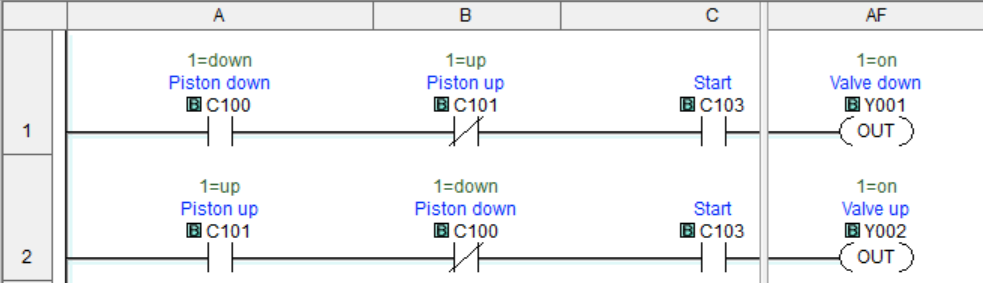 A B C AF
1=down 1=up 1=on
Piston down Piston up Start Valve down
B C100 B C101 B C103 B Y001
1 OUT
1=up 1=down 1=on
Piston up Piston down Start Valve up
B C101 B C100 B C103 B Y002
2 OUT